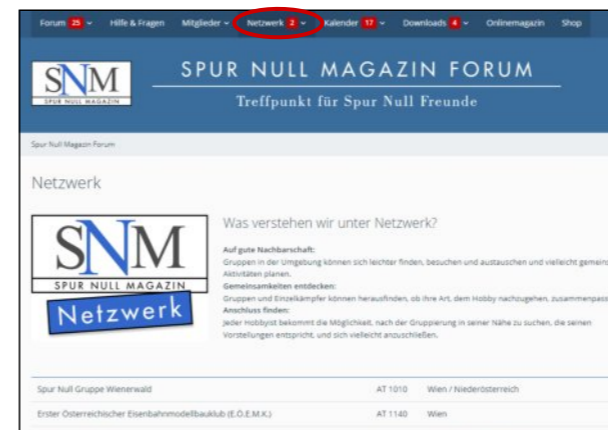 Forum 25 Hilfe & Fragen Mitglieder Netzwerk 2 Kalender 17 Downloads 4 Onlinemagazin Shop
SNM
SPUR NULL MAGAZIN
SPUR NULL MAGAZIN FORUM
Treffpunkt für Spur Null Freunde
Spur Null Magazin Forum
Netzwerk
SNM
SPUR NULL MAGAZIN
Netzwerk
Was verstehen wir unter Netzwerk?
Auf gute Nachbarschaft:
Gruppen in der Umgebung können sich leichter finden, besuchen und austauschen und vielleicht gemeins
Aktivitäten planen.
Gemeinsamkeiten entdecken:
Gruppen und Einzelkämpfer können herausfinden, ob ihre Art, dem Hobby nachzugehen, zusammenpass
Anschluss finden:
Jeder Hobbyist bekommt die Möglichkeit, nach der Gruppierung in seiner Nähe zu suchen, die seinen
Vorstellungen entspricht, und sich vielleicht anzuschließen.
Spur Null Gruppe Wienerwald AT 1010 Wien / Niederösterreich
Erster Österreichischer Eisenbahnmodellbauklub (E.Ö.E.M.K.) AT 1140 Wien